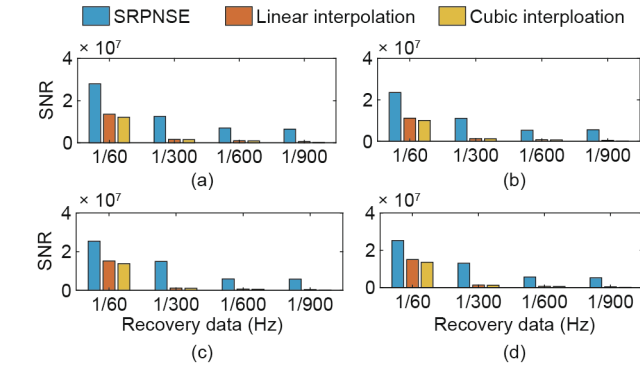 SRPNSE Linear interpolation Cubic interploation
× 10⁷ × 10⁷
4 4
SNR 2 2
0 0
1/60 1/300 1/600 1/900 1/60 1/300 1/600 1/900
(a) (b)
× 10⁷ × 10⁷
4 4
SNR 2 2
0 0
1/60 1/300 1/600 1/900 1/60 1/300 1/600 1/900
Recovery data (Hz) Recovery data (Hz)
(c) (d)